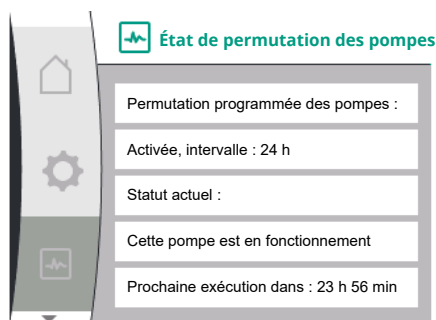 État de permutation des pompes
Permutation programmée des pompes :
Activée, intervalle : 24 h
Statut actuel :
Cette pompe est en fonctionnement
Prochaine exécution dans : 23 h 56 min